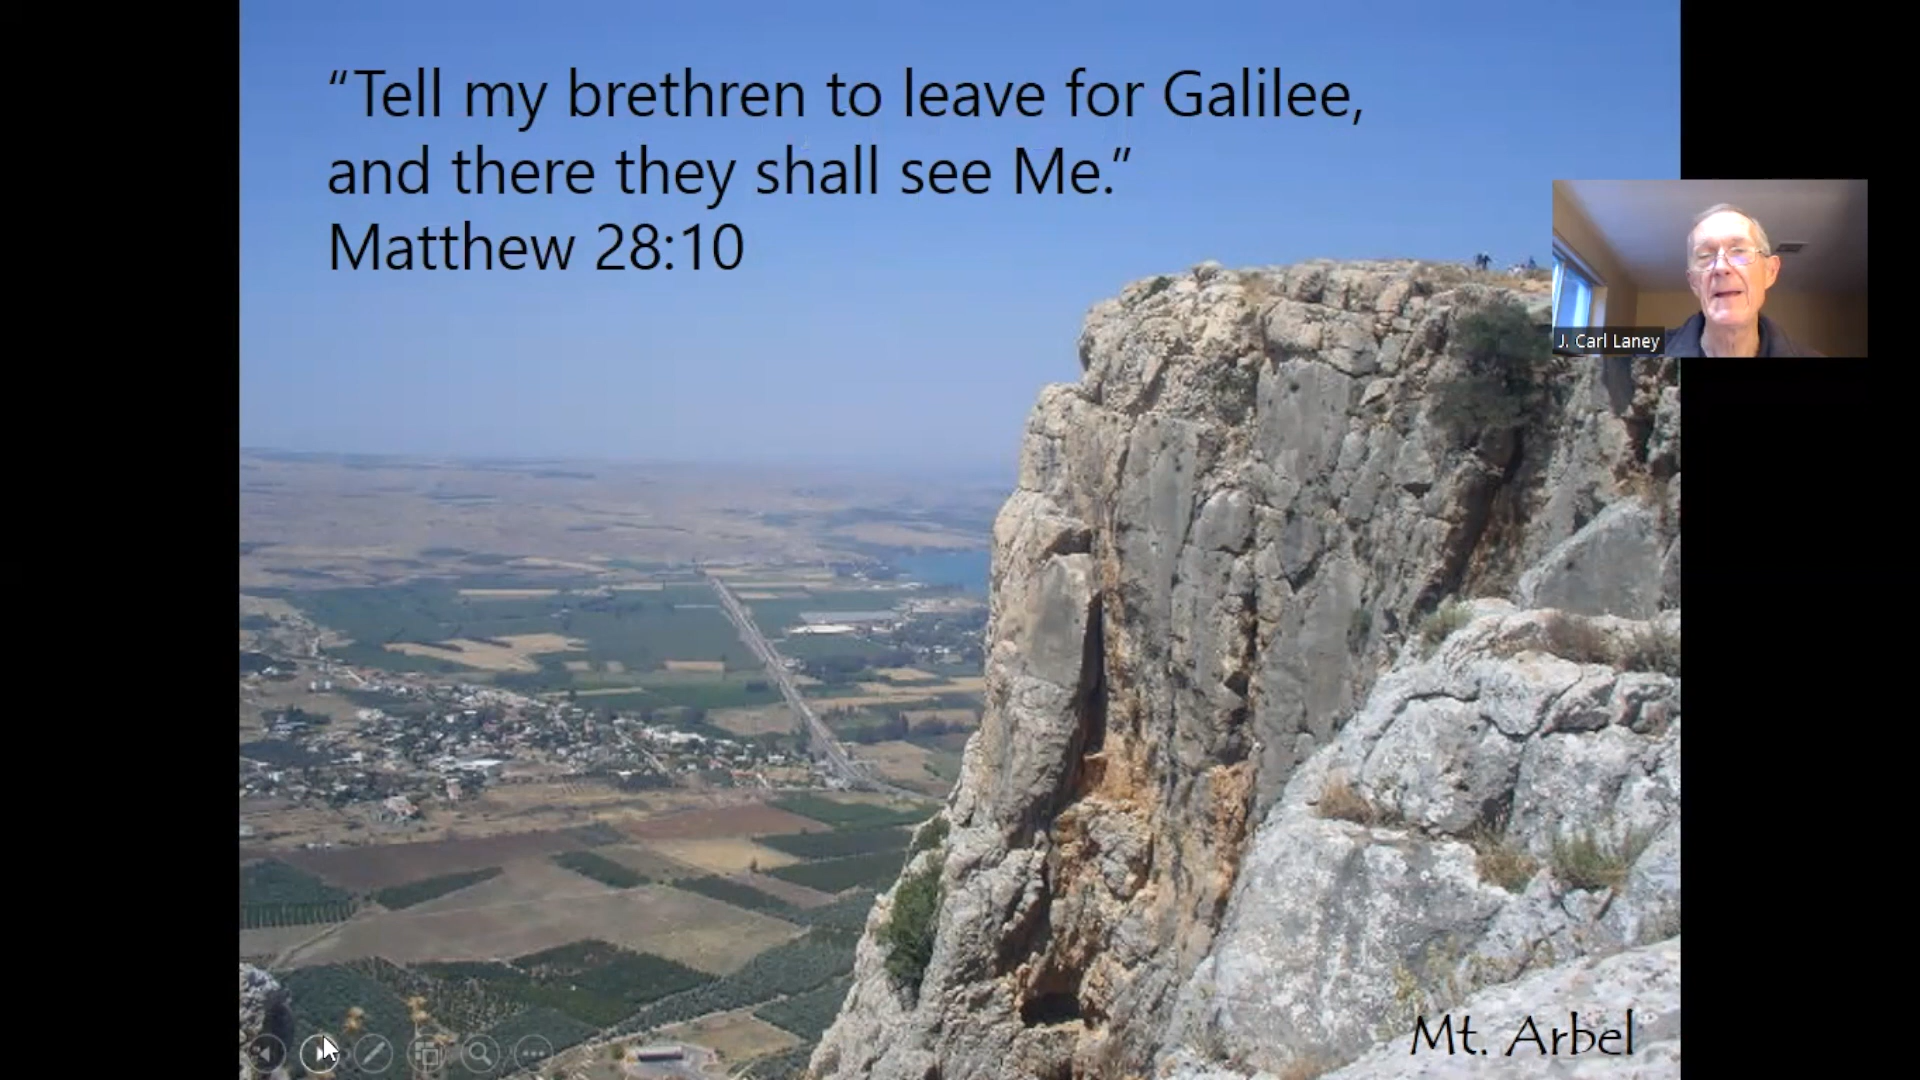 “Tell my brethren to leave for Galilee,
and there they shall see Me.”
Matthew 28:10
J. Carl Laney
Mt. Arbel